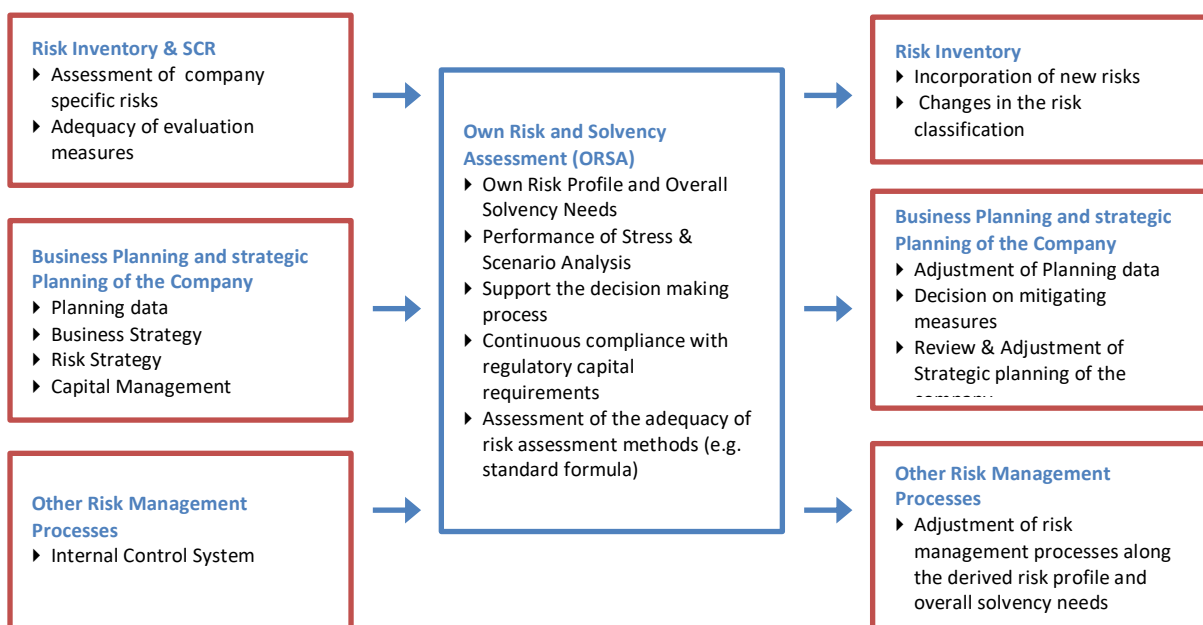 Risk Inventory & SCR
Assessment of company
specific risks
Adequacy of evaluation
measures
Business Planning and strategic
Planning of the Company
Planning data
Business Strategy
Risk Strategy
Capital Management
Other Risk Management
Processes
Internal Control System
Own Risk and Solvency
Assessment (ORSA)
Own Risk Profile and Overall
Solvency Needs
Performance of Stress &
Scenario Analysis
Support the decision making
process
Continuous compliance with
regulatory capital
requirements
Assessment of the adequacy of
risk assessment methods (e.g.
standard formula)
Risk Inventory
Incorporation of new risks
Changes in the risk
classification
Business Planning and strategic
Planning of the Company
Adjustment of Planning data
Decision on mitigating
measures
Review & Adjustment of
Strategic planning of the
Other Risk Management
Processes
Adjustment of risk
management processes along
the derived risk profile and
overall solvency needs